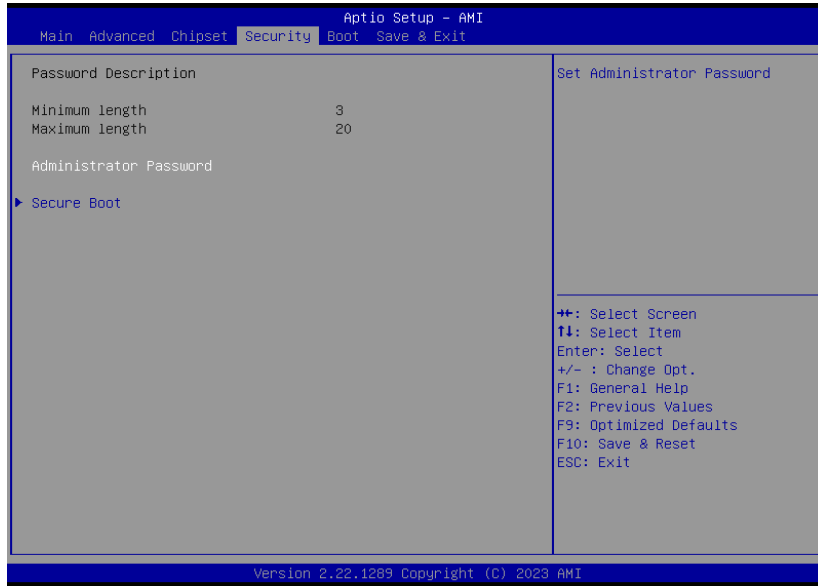 Aptio Setup – AMI
Main Advanced Chipset Security Boot Save & Exit
Password Description
Minimum length 3
Maximum length 20
Administrator Password
Secure Boot
Set Administrator Password
→←: Select Screen
↑↓: Select Item
Enter: Select
+/- : Change Opt.
F1: General Help
F2: Previous Values
F9: Optimized Defaults
F10: Save & Reset
ESC: Exit
Version 2.22.1289 Copyright (C) 2023 AMI